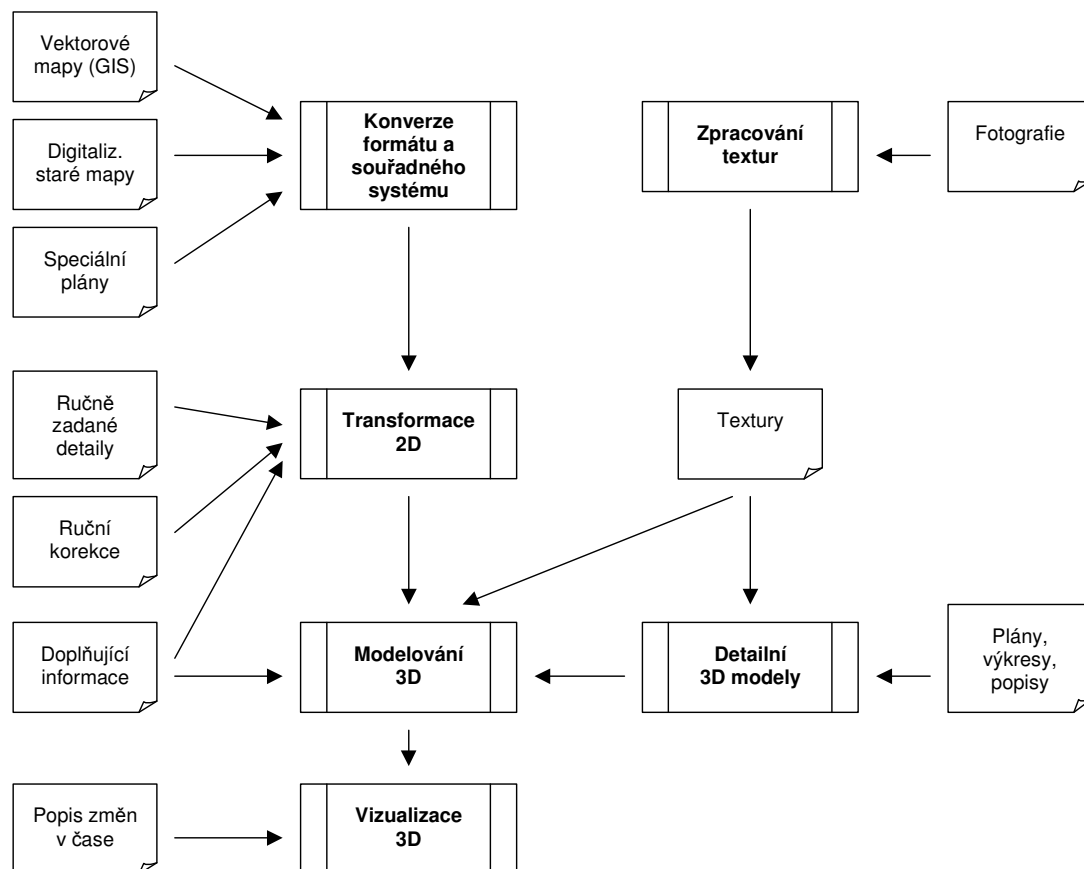 Vektorové
mapy (GIS)
Konverze
formátu a
souřadného
systému
Zpracování
textur
Fotografie
Digitaliz.
staré mapy
Speciální
plány
Ručně
zadané
detaily
Transformace
2D
Textury
Ruční
korekce
Doplňující
informace
Modelování
3D
Detailní
3D modely
Plány,
výkresy,
popisy
Popis změn
v čase
Vizualizace
3D